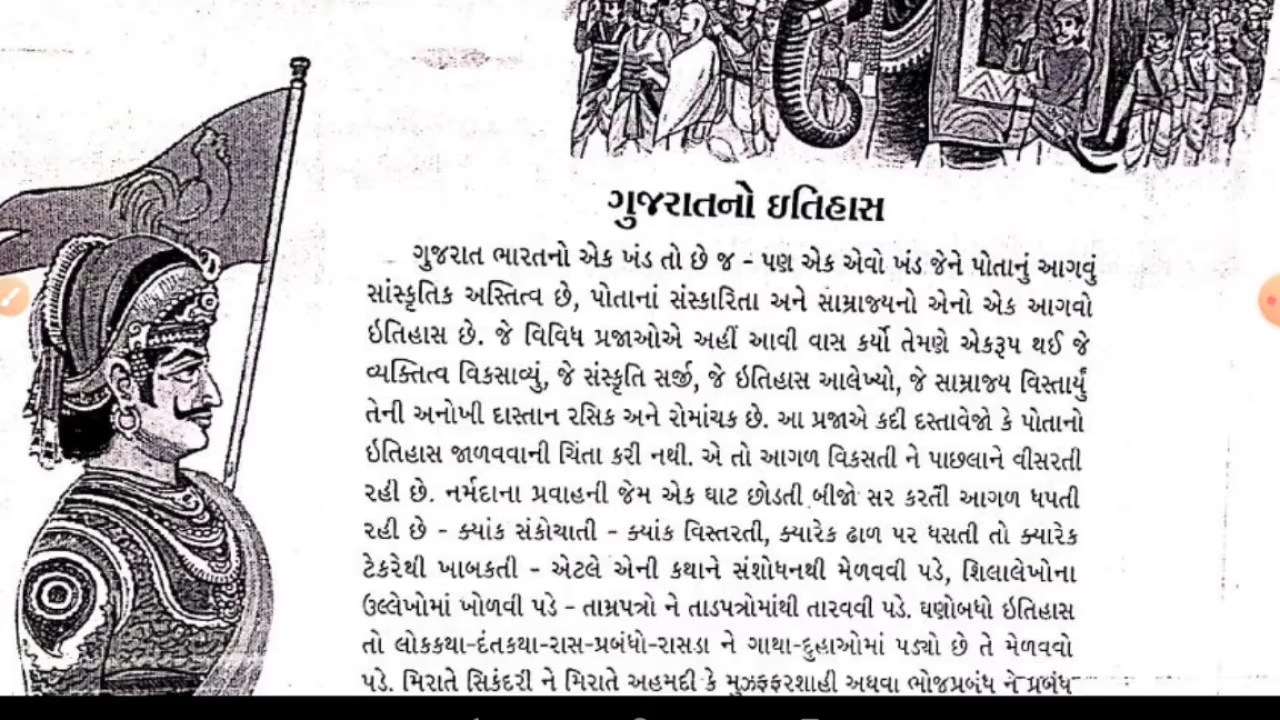 ગુજરાતનો ઇતિહાસ
ગુજરાત ભારતનો એક ખંડ તો છે જ - પણ એક એવો ખંડ જેને પોતાનું આગવું
સાંસ્કૃતિક અસ્તિત્વ છે, પોતાનાં સંસ્કારિતા અને સામ્રાજ્યનો એનો એક આગવો
ઇતિહાસ છે. જે વિવિધ પ્રજાઓએ અહીં આવી વાસ કર્યો તેમણે એકરૂપ થઈ જે
વ્યક્તિત્વ વિકસાવ્યું, જે સંસ્કૃતિ સર્જી, જે ઇતિહાસ આલેખ્યો, જે સામ્રાજ્ય વિસ્તાર્યું
તેની અનોખી દાસ્તાન રસિક અને રોમાંચક છે. આ પ્રજાએ કદી દસ્તાવેજો કે પોતાનો
ઇતિહાસ જાળવવાની ચિંતા કરી નથી. એ તો આગળ વિકસતી ને પાછલાને વીસરતી
રહી છે. નર્મદાના પ્રવાહની જેમ એક ઘાટ છોડતી બીજો સર કરતી આગળ ધપતી
રહી છે - ક્યાંક સંકોચાતી - ક્યાંક વિસ્તરતી, ક્યારેક ઢાળ પર ધસતી તો ક્યારેક
ટેકરેથી ખાબકતી - એટલે એની કથાને સંશોધનથી મેળવવી પડે, શિલાલેખોના
ઉલ્લેખોમાં ખોળવી પડે - તામ્રપત્રો ને તાડપત્રોમાંથી તારવવી પડે. ઘણોબધો ઇતિહાસ
તો લોકકથા-દંતકથા-રાસ-પ્રબંધો-રાસડા ને ગાથા-દુહાઓમાં પડ્યો છે તે મેળવવો
પડે. મિરાતે સિકંદરી ને મિરાતે અહમદી કે મુઝફ્ફરશાહી અથવા ભોજપ્રબંધ ને પ્રબંધ